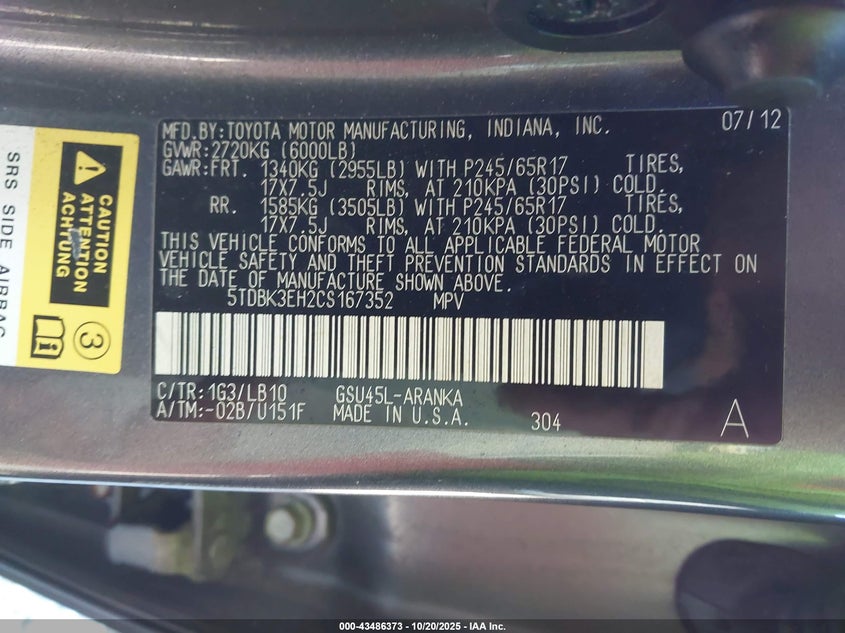 MFD.BY:TOYOTA MOTOR MANUFACTURING, INDIANA, INC. 07/12
GVWR:2720KG (6000LB)
GAWR:FRT. 1340KG (2955LB) WITH P245/65R17 TIRES,
17X7.5J RIMS, AT 210KPA (30PSI) COLD.
RR. 1585KG (3505LB) WITH P245/65R17 TIRES,
17X7.5J RIMS, AT 210KPA (30PSI) COLD.
THIS VEHICLE CONFORMS TO ALL APPLICABLE FEDERAL MOTOR
VEHICLE SAFETY AND THEFT PREVENTION STANDARDS IN EFFECT ON
THE DATE OF MANUFACTURE SHOWN ABOVE.
5TDBK3EH2CS167352 MPV
C/TR:1G3/LB10 GSU45L-ARANKA
A/TM:-02B/U151F MADE IN U.S.A. 304 A
CAUTION
ATTENTION
ACHTUNG
3
SRS SIDE AIRBAG
000-43486373 - 10/20/2025 - IAA Inc.